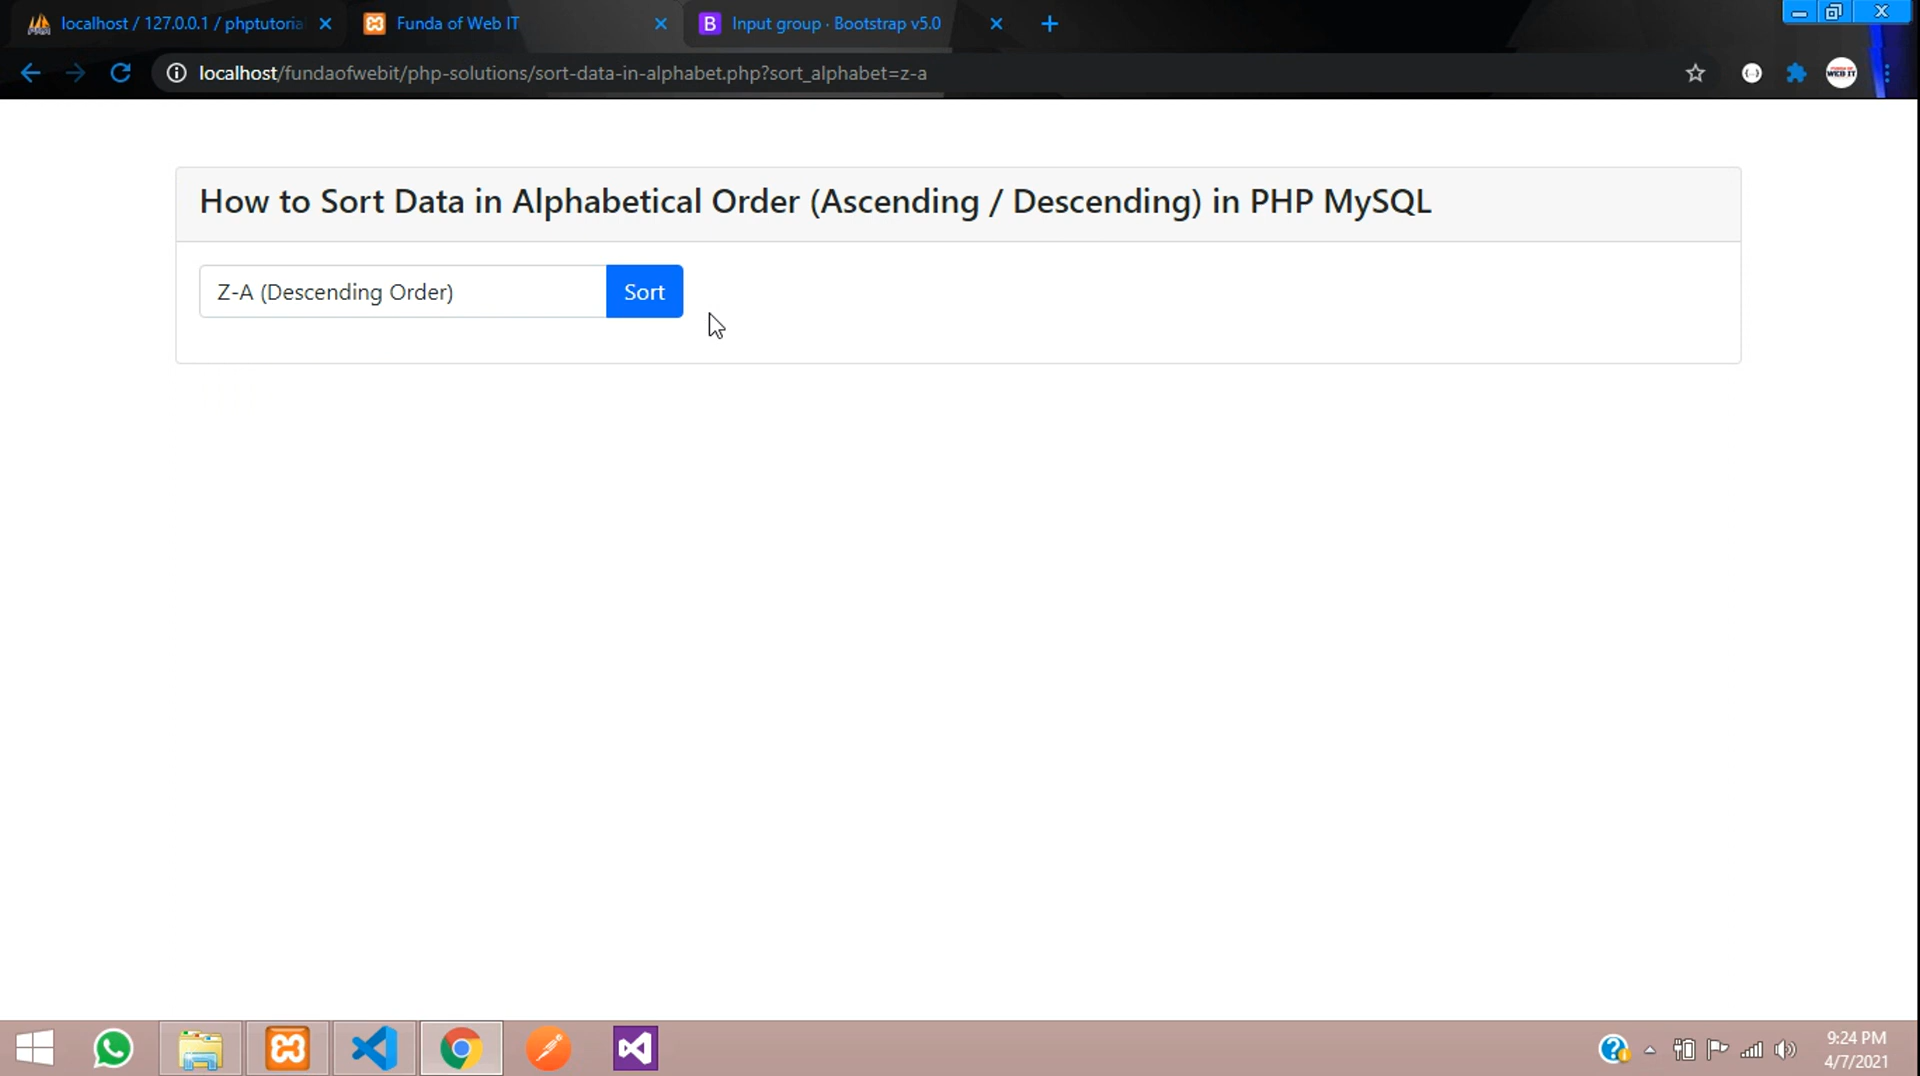 localhost / 127.0.0.1 / phptutoria
Funda of Web IT
B Input group · Bootstrap v5.0
localhost/fundaofwebit/php-solutions/sort-data-in-alphabet.php?sort_alphabet=z-a
WEB IT
How to Sort Data in Alphabetical Order (Ascending / Descending) in PHP MySQL
Z-A (Descending Order)
Sort
9:24 PM
4/7/2021